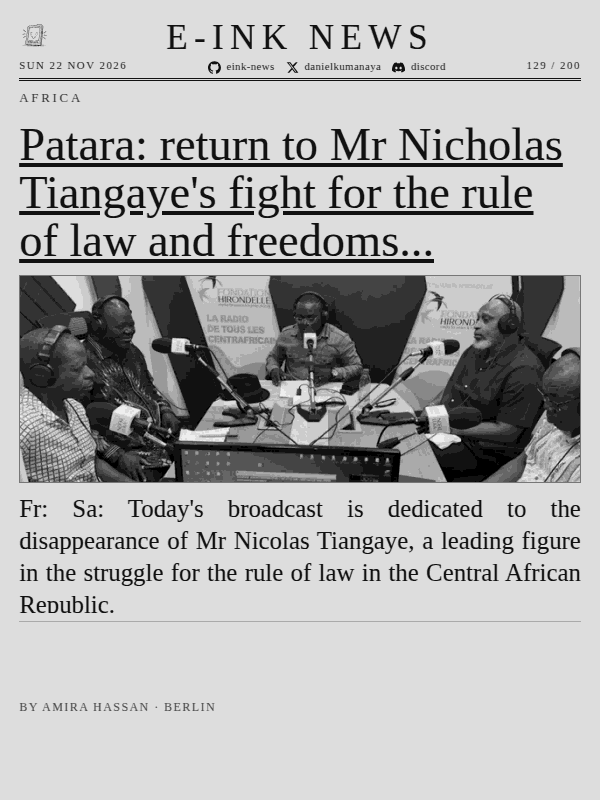 E-INK NEWS
SUN 22 NOV 2026
eink-news
danielkumanaya
discord
129 / 200
AFRICA
Patara: return to Mr Nicholas
Tiangaye's fight for the rule
of law and freedoms...
FONDATION
HIRONDELLE
LA RADIO
DE TOUS LES
CENTRAFRICAIN
Fr: Sa: Today's broadcast is dedicated to the
disappearance of Mr Nicolas Tiangaye, a leading figure
in the struggle for the rule of law in the Central African
Republic.
BY AMIRA HASSAN · BERLIN